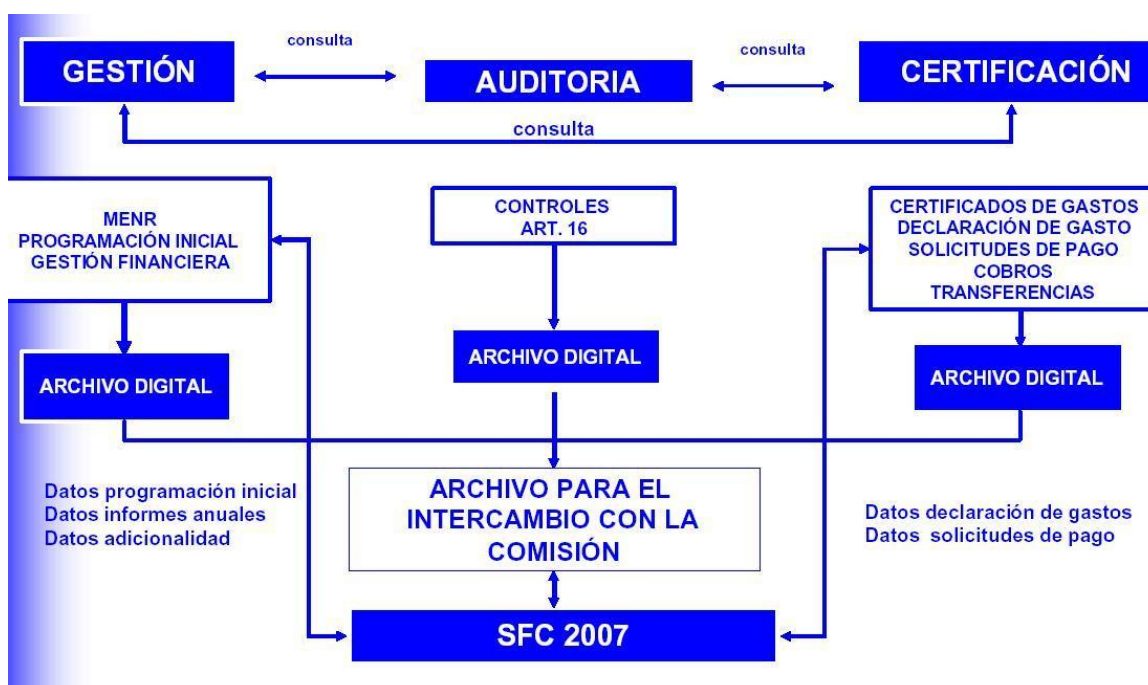 consulta
consulta
GESTIÓN
AUDITORIA
CERTIFICACIÓN
consulta
MENR
PROGRAMACIÓN INICIAL
GESTIÓN FINANCIERA
CONTROLES
ART. 16
CERTIFICADOS DE GASTOS
DECLARACIÓN DE GASTO
SOLICITUDES DE PAGO
COBROS
TRANSFERENCIAS
ARCHIVO DIGITAL
ARCHIVO DIGITAL
ARCHIVO DIGITAL
Datos programación inicial
Datos informes anuales
Datos adicionalidad
ARCHIVO PARA EL
INTERCAMBIO CON LA
COMISIÓN
Datos declaración de gastos
Datos solicitudes de pago
SFC 2007